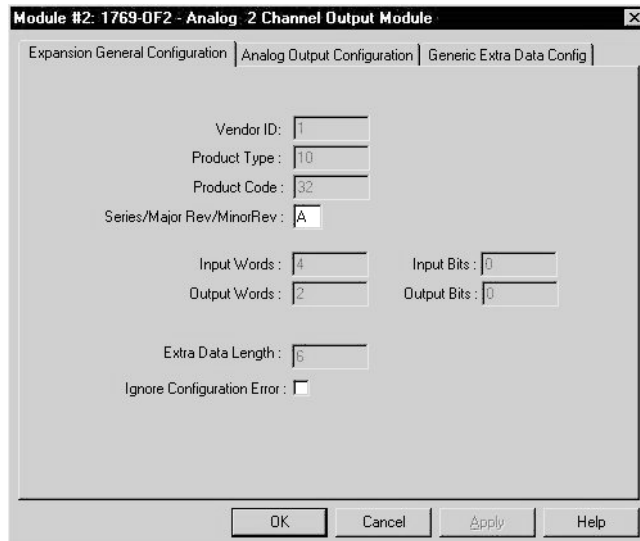 Module #2: 1769-OF2 - Analog 2 Channel Output Module
Expansion General Configuration Analog Output Configuration Generic Extra Data Config
Vendor ID: 1
Product Type : 10
Product Code : 32
Series/Major Rev/MinorRev : A
Input Words : 4 Input Bits : 0
Output Words : 2 Output Bits : 0
Extra Data Length : 6
Ignore Configuration Error :
OK Cancel Apply Help